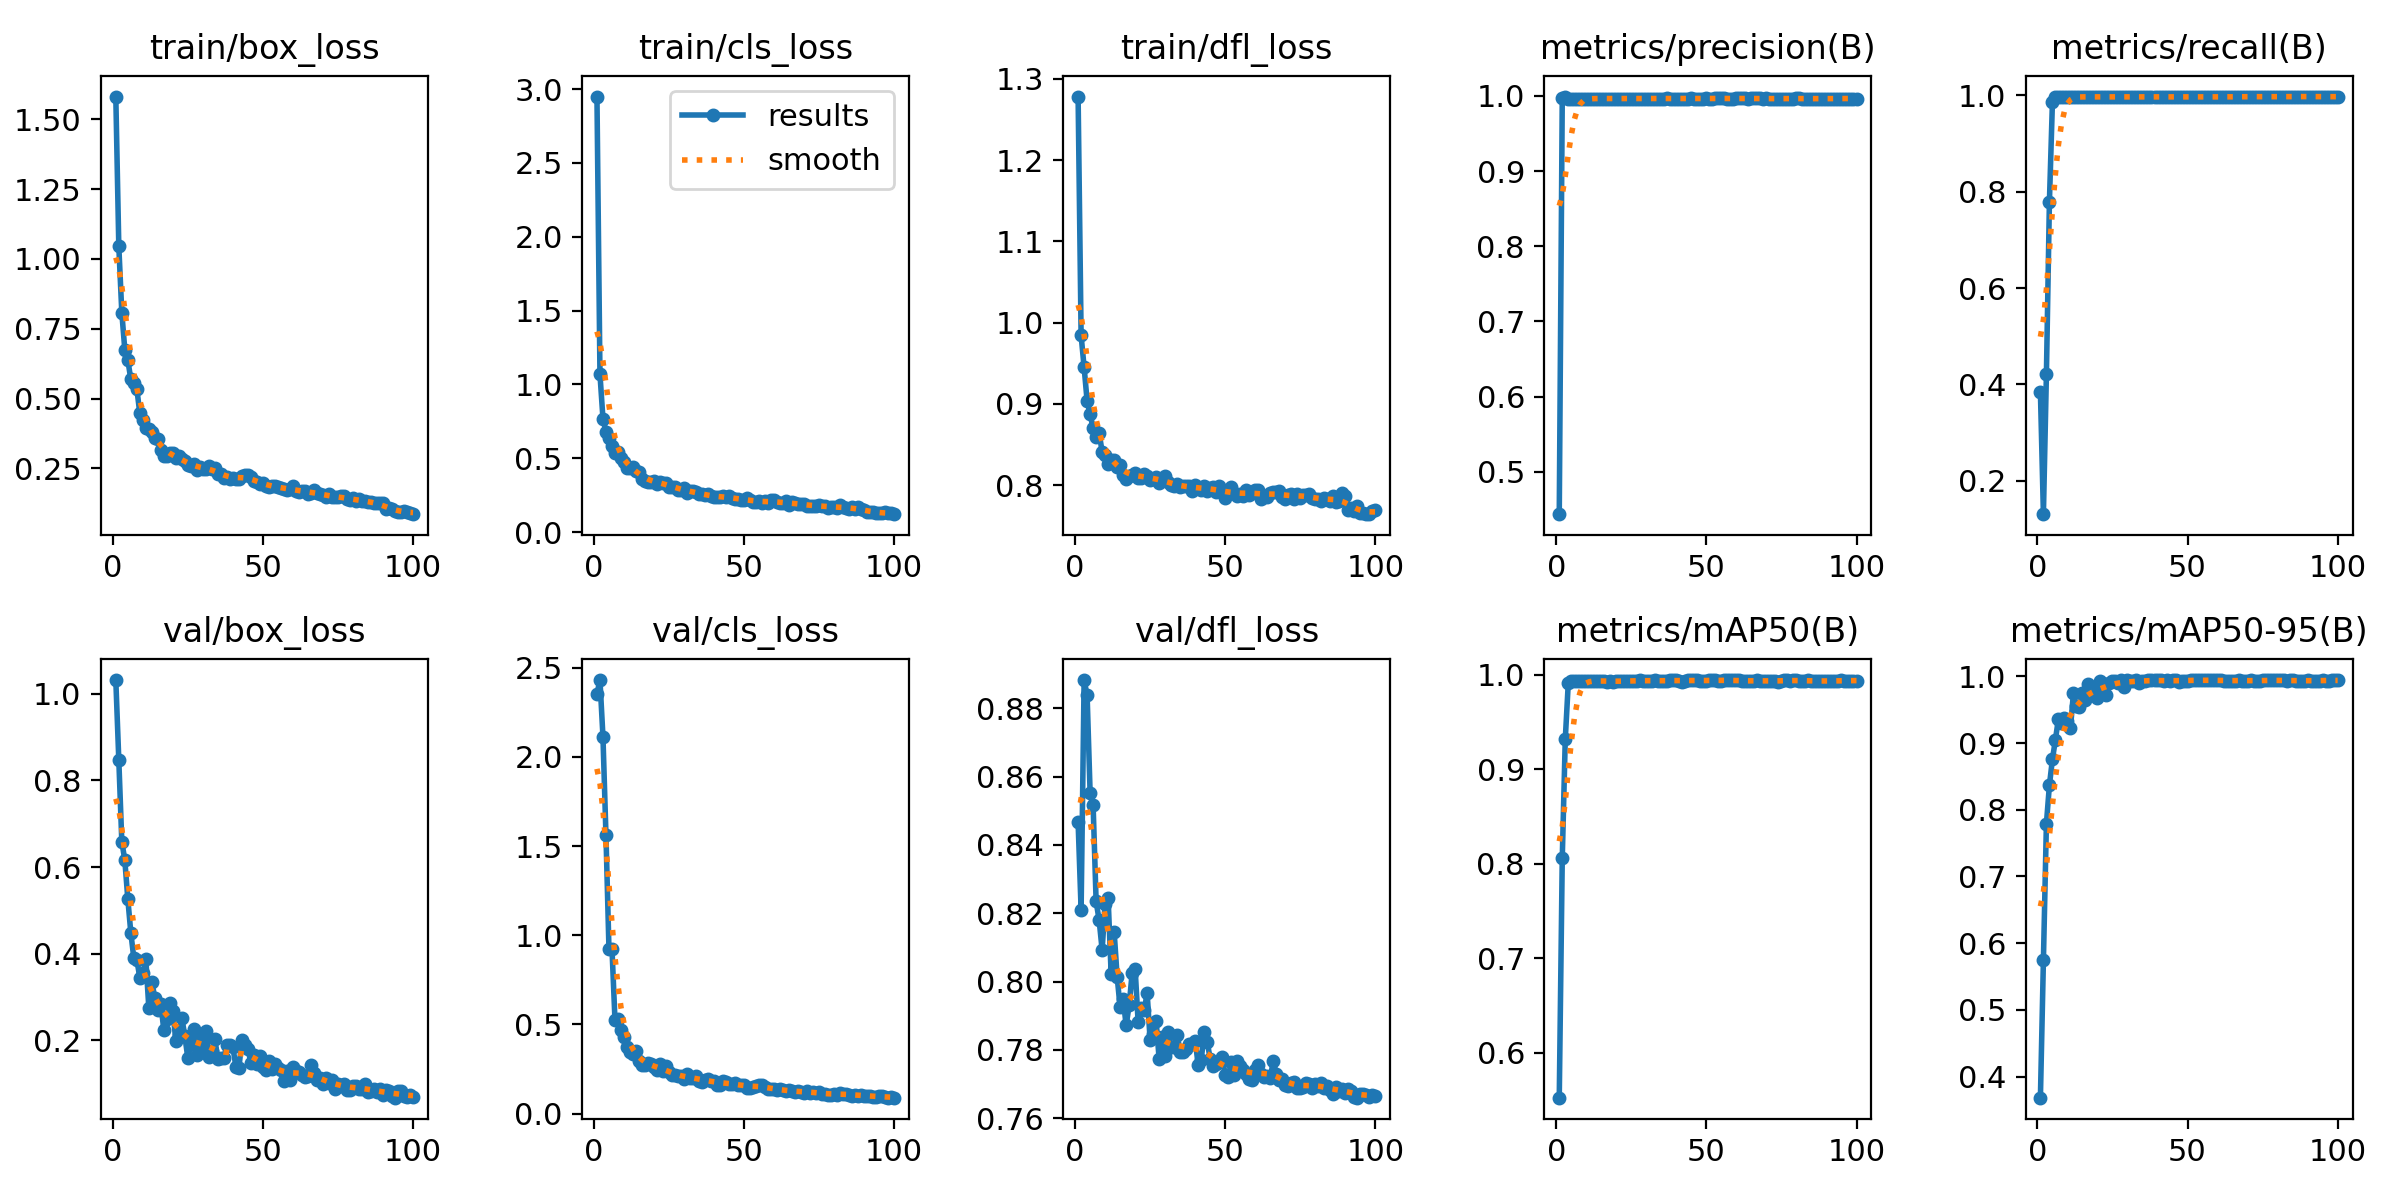 train/box_loss
1.50
1.25
1.00
0.75
0.50
0.25
0 50 100
train/cls_loss
3.0
2.5
2.0
1.5
1.0
0.5
0.0
results
smooth
0 50 100
train/dfl_loss
1.3
1.2
1.1
1.0
0.9
0.8
0 50 100
metrics/precision(B)
1.0
0.9
0.8
0.7
0.6
0.5
0 50 100
metrics/recall(B)
1.0
0.8
0.6
0.4
0.2
0 50 100
val/box_loss
1.0
0.8
0.6
0.4
0.2
0 50 100
val/cls_loss
2.5
2.0
1.5
1.0
0.5
0.0
0 50 100
val/dfl_loss
0.88
0.86
0.84
0.82
0.80
0.78
0.76
0 50 100
metrics/mAP50(B)
1.0
0.9
0.8
0.7
0.6
0 50 100
metrics/mAP50-95(B)
1.0
0.9
0.8
0.7
0.6
0.5
0.4
0 50 100